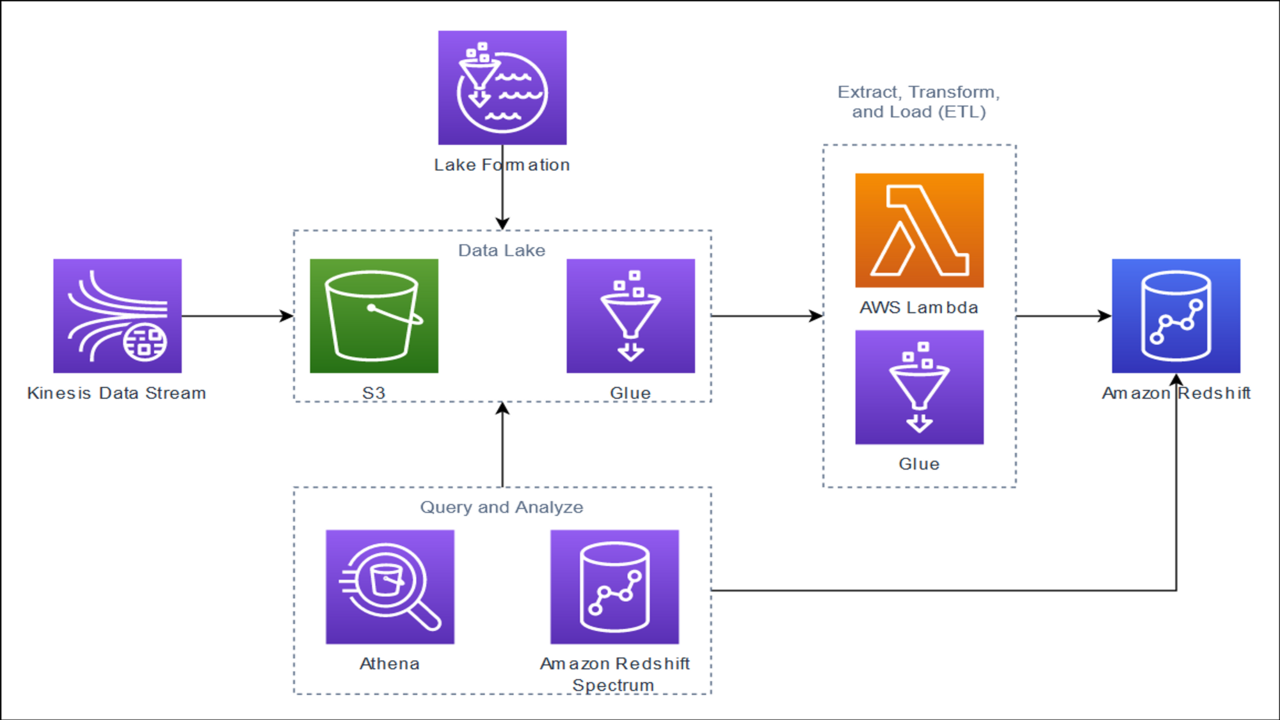 Lake Formation
Extract, Transform,
and Load (ETL)
Data Lake
Kinesis Data Stream
S3
Glue
AWS Lambda
Glue
Amazon Redshift
Query and Analyze
Athena
Amazon Redshift
Spectrum